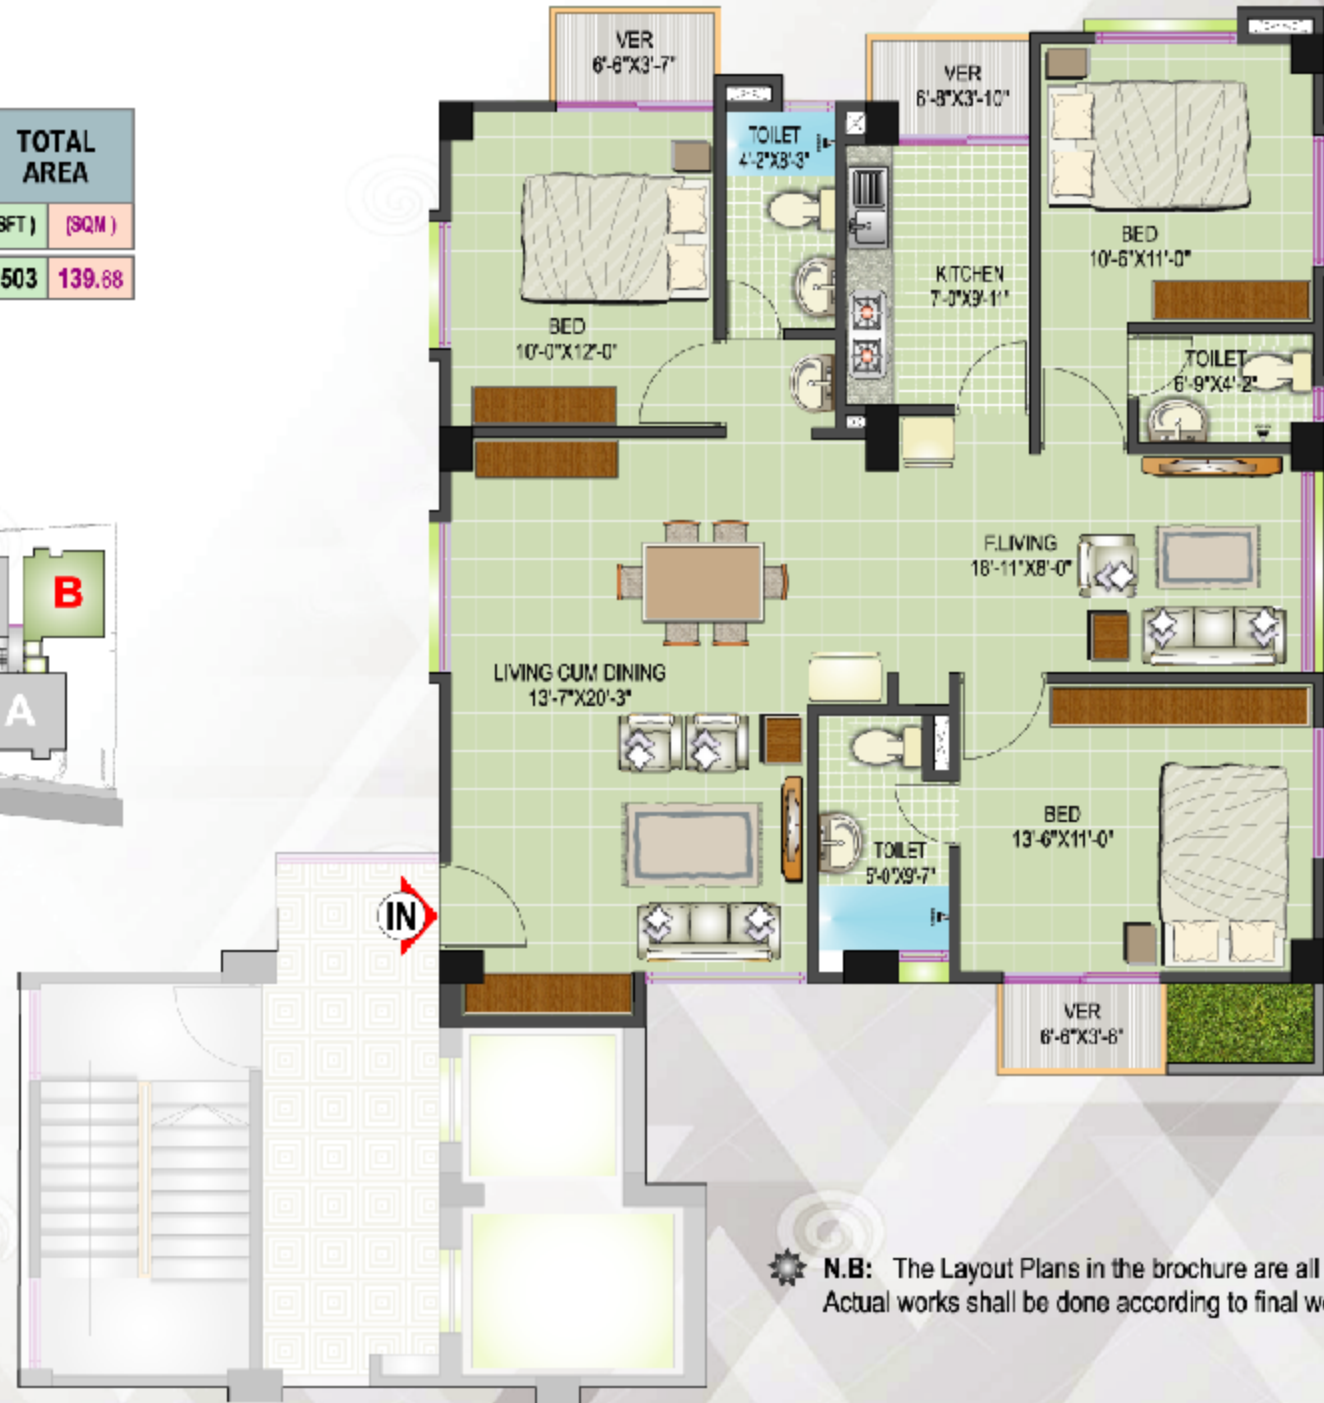 TOTAL
AREA
SFT )
(SQM )
503
139.68
B
A
VER
6'-6"X3'-7"
VER
6'-8"X3'-10"
TOILET
4'-2"X8'-3"
KITCHEN
7'-0"X9'-11"
BED
10'-6"X11'-0"
BED
10'-0"X12'-0"
TOILET
6'-9"X4'-2"
F.LIVING
18'-11"X8'-0"
LIVING CUM DINING
13'-7"X20'-3"
BED
13'-6"X11'-0"
TOILET
5'-0"X9'-7"
IN
VER
6'-6"X3'-6"
N.B: The Layout Plans in the brochure are all
Actual works shall be done according to final